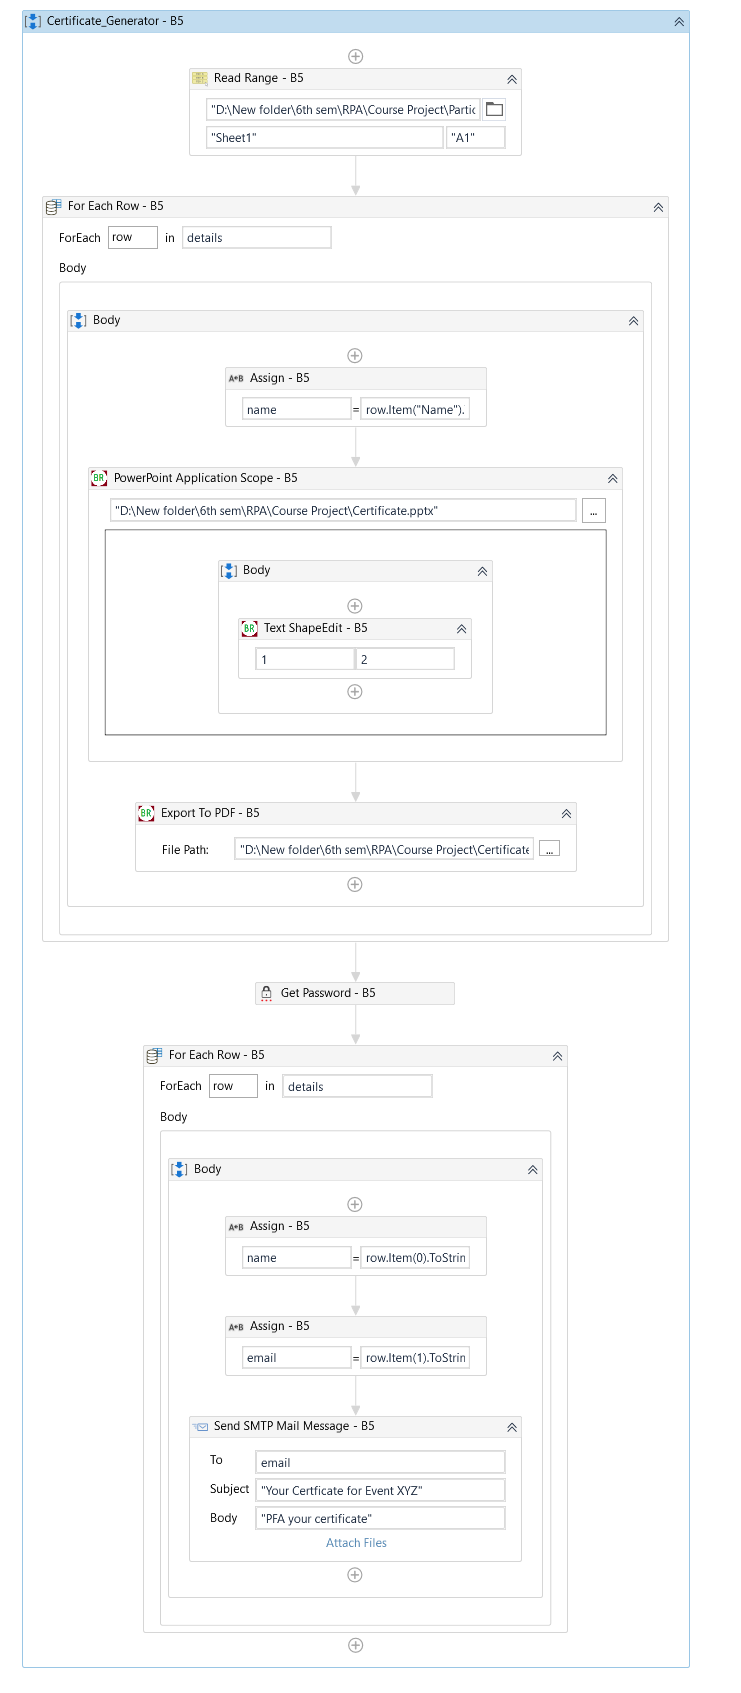 Certificate_Generator - B5
Read Range - B5
"D:\New folder\6th sem\RPA\Course Project\Partic
"Sheet1" "A1"
For Each Row - B5
ForEach row in details
Body
Body
A+B Assign - B5
name = row.Item("Name").
BR PowerPoint Application Scope - B5
"D:\New folder\6th sem\RPA\Course Project\Certificate.pptx" ...
Body
BR Text ShapeEdit - B5
1 2
BR Export To PDF - B5
File Path: "D:\New folder\6th sem\RPA\Course Project\Certificate ...
Get Password - B5
For Each Row - B5
ForEach row in details
Body
Body
A+B Assign - B5
name = row.Item(0).ToStrin
A+B Assign - B5
email = row.Item(1).ToStrin
Send SMTP Mail Message - B5
To email
Subject "Your Certficate for Event XYZ"
Body "PFA your certificate"
Attach Files